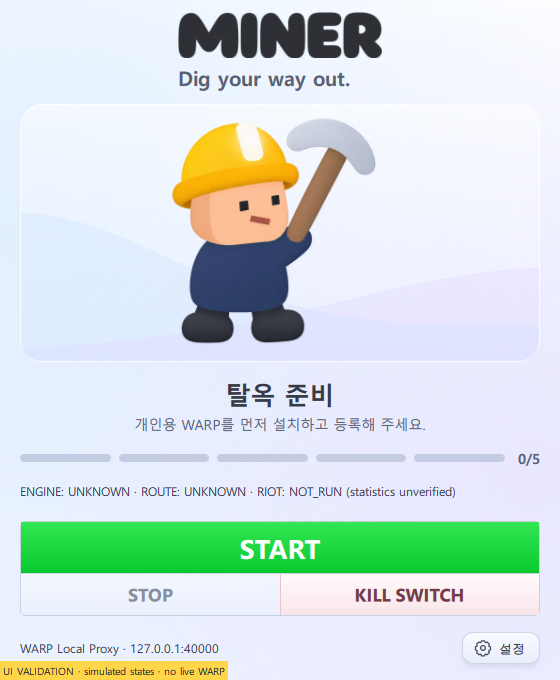 MINER
Dig your way out.
탈옥 준비
개인용 WARP를 먼저 설치하고 등록해 주세요.
0/5
ENGINE: UNKNOWN · ROUTE: UNKNOWN · RIOT: NOT_RUN (statistics unverified)
START
STOP
KILL SWITCH
WARP Local Proxy · 127.0.0.1:40000
설정
UI VALIDATION · simulated states · no live WARP